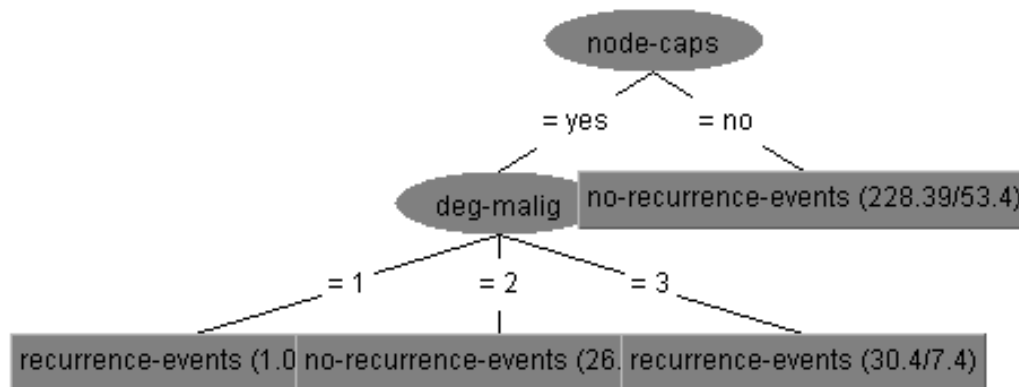 node-caps
= yes
= no
deg-malig
no-recurrence-events (228.39/53.4)
= 1
= 2
= 3
recurrence-events (1.0
no-recurrence-events (26.
recurrence-events (30.4/7.4)